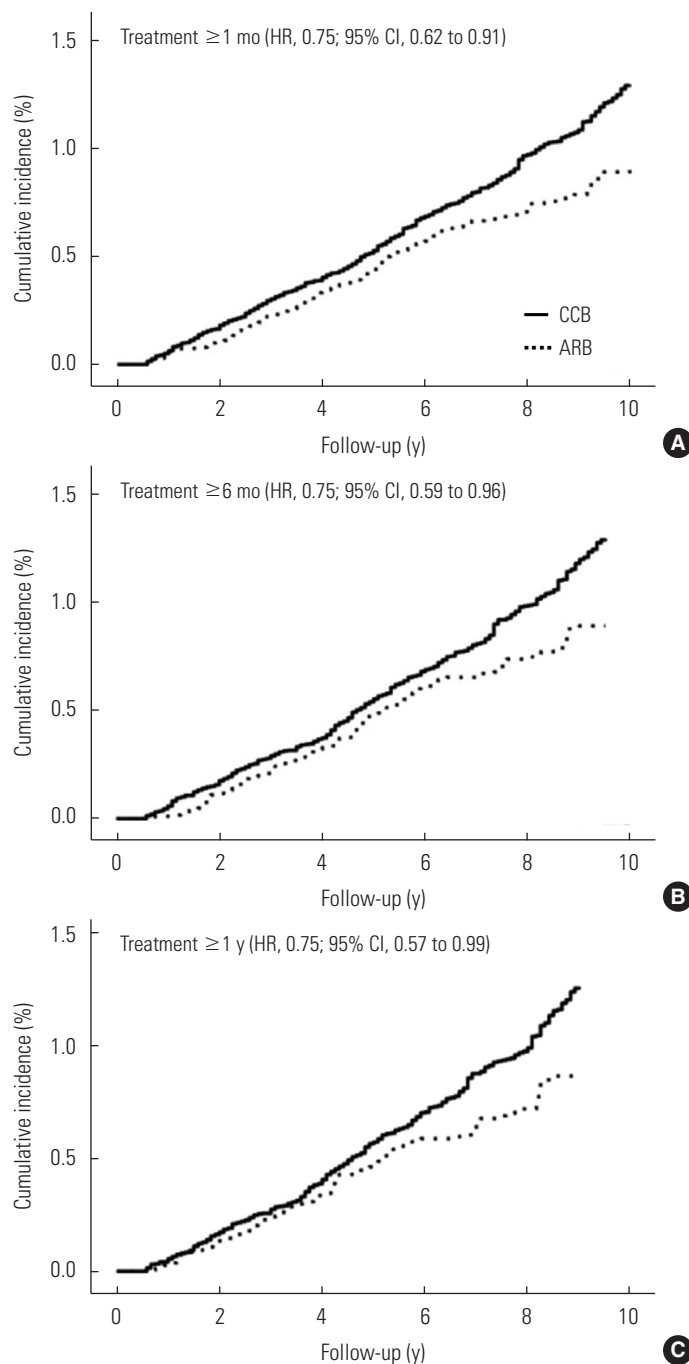 Treatment ≥1 mo (HR, 0.75; 95% CI, 0.62 to 0.91)
1.5
1.0
0.5
0.0
Cumulative incidence (%)
CCB
ARB
0 2 4 6 8 10
Follow-up (y)
A
Treatment ≥6 mo (HR, 0.75; 95% CI, 0.59 to 0.96)
1.5
1.0
0.5
0.0
Cumulative incidence (%)
0 2 4 6 8 10
Follow-up (y)
B
Treatment ≥1 y (HR, 0.75; 95% CI, 0.57 to 0.99)
1.5
1.0
0.5
0.0
Cumulative incidence (%)
0 2 4 6 8 10
Follow-up (y)
C